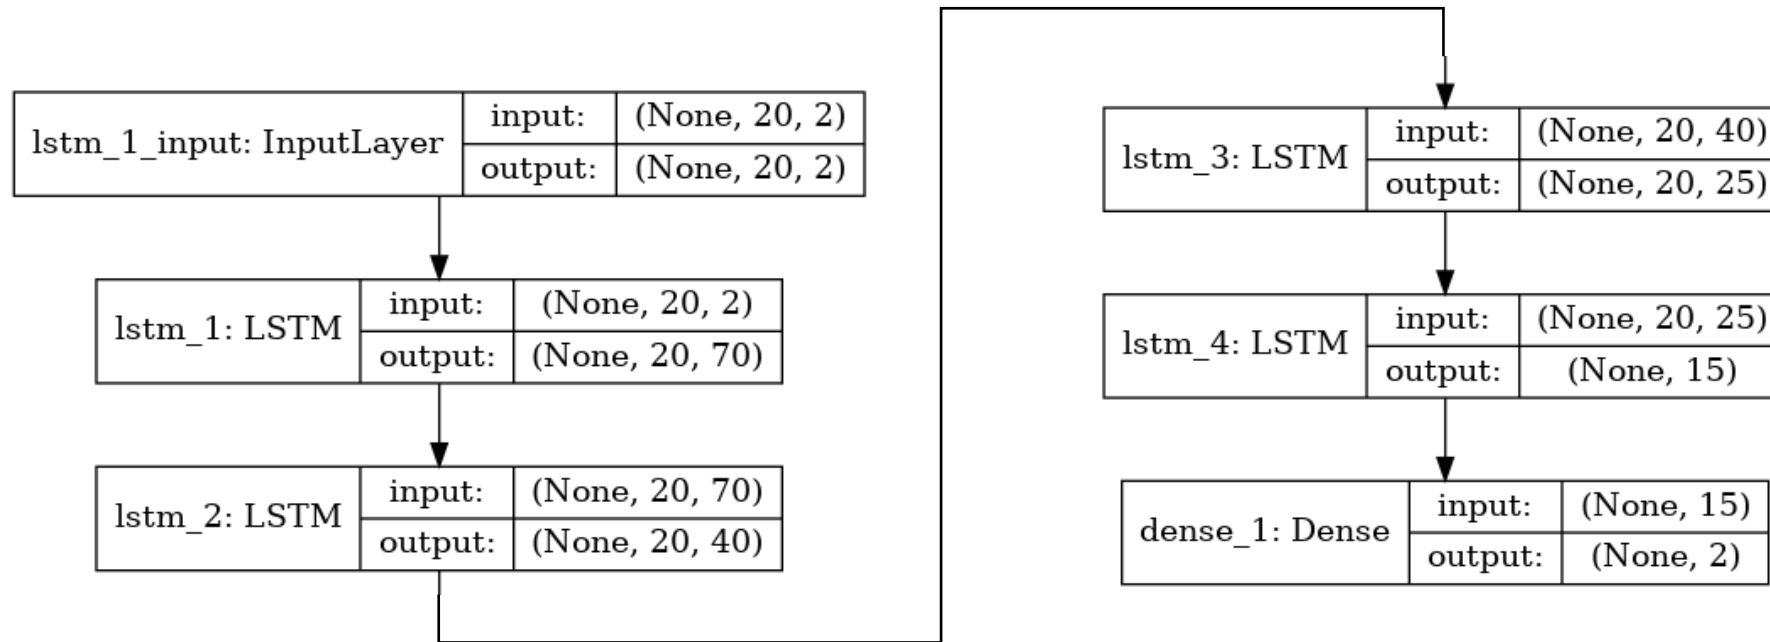 lstm_1_input: InputLayer
input: (None, 20, 2)
output: (None, 20, 2)
lstm_1: LSTM
input: (None, 20, 2)
output: (None, 20, 70)
lstm_2: LSTM
input: (None, 20, 70)
output: (None, 20, 40)
lstm_3: LSTM
input: (None, 20, 40)
output: (None, 20, 25)
lstm_4: LSTM
input: (None, 20, 25)
output: (None, 15)
dense_1: Dense
input: (None, 15)
output: (None, 2)